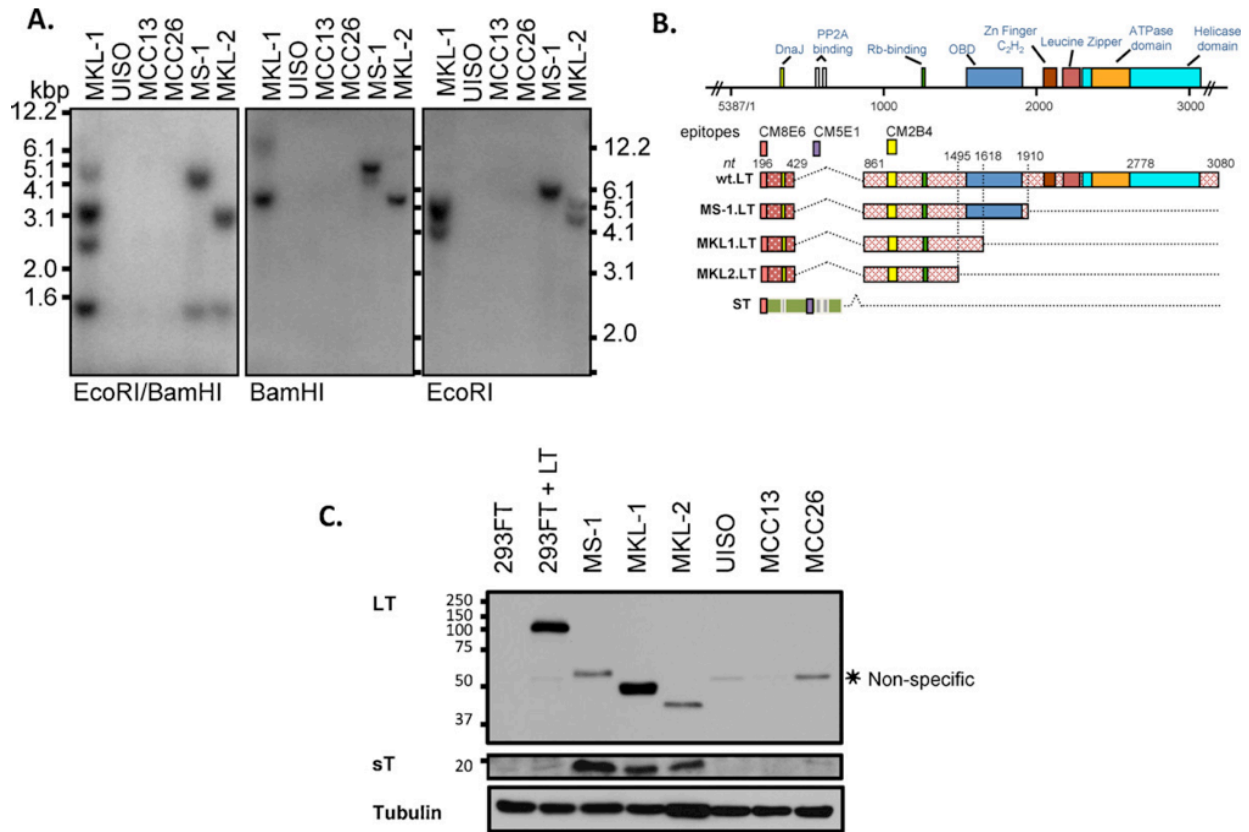 A.
MKL-1 UISO MCC13 MCC26 MS-1 MKL-2
MKL-1 UISO MCC13 MCC26 MS-1 MKL-2
MKL-1 UISO MCC13 MCC26 MS-1 MKL-2
kbp
12.2
6.1
5.1
4.1
3.1
2.0
1.6
12.2
6.1
5.1
4.1
3.1
2.0
EcoRI/BamHI BamHI EcoRI
B.
DnaJ
PP2A
binding
Rb-binding
OBD
Zn Finger
C2H2
Leucine Zipper
ATPase
domain
Helicase
domain
5387/1 1000 2000 3000
epitopes CM8E6 CM5E1 CM2B4
nt 196 429 861 1495 1618 1910 2778 3080
wt.LT
MS-1.LT
MKL1.LT
MKL2.LT
ST
C.
293FT 293FT + LT MS-1 MKL-1 MKL-2 UISO MCC13 MCC26
LT
250
150
100
75
50
37
* Non-specific
sT 20
Tubulin